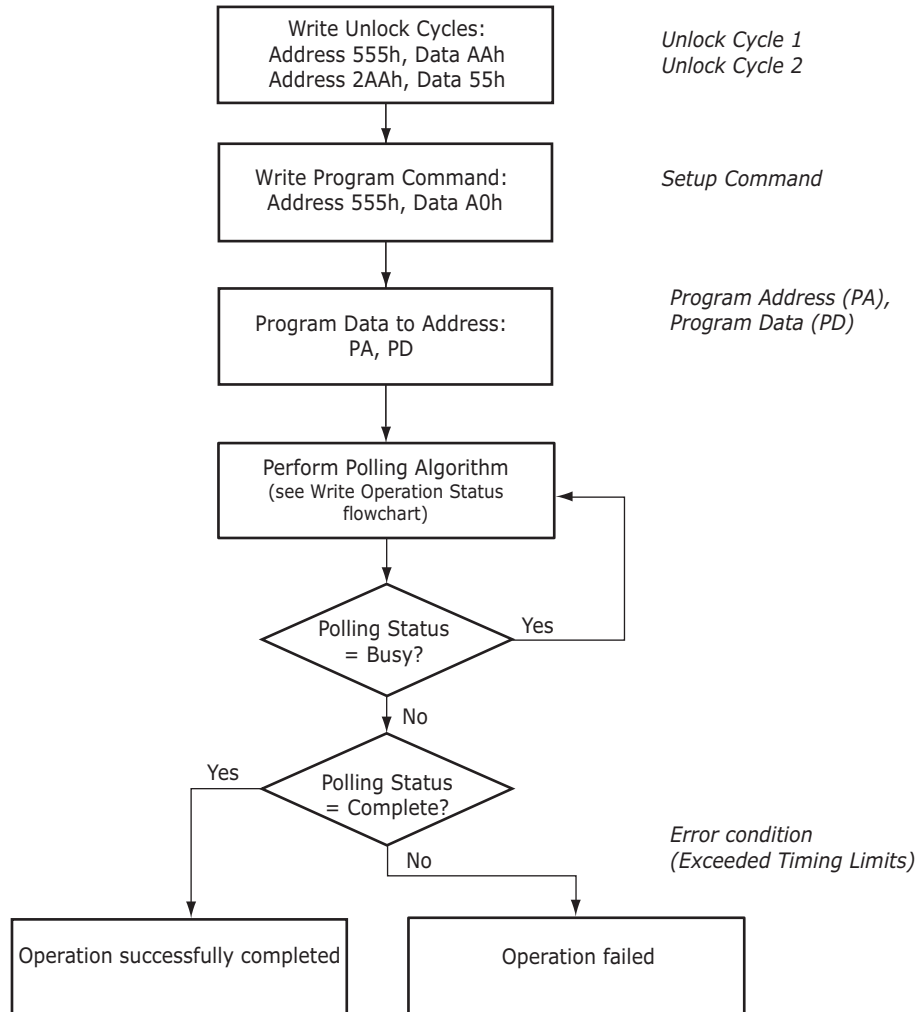 Write Unlock Cycles:
Address 555h, Data AAh
Address 2AAh, Data 55h
Unlock Cycle 1
Unlock Cycle 2
Write Program Command:
Address 555h, Data A0h
Setup Command
Program Data to Address:
PA, PD
Program Address (PA),
Program Data (PD)
Perform Polling Algorithm
(see Write Operation Status
flowchart)
Polling Status
= Busy?
Yes
No
Polling Status
= Complete?
Yes
No
Error condition
(Exceeded Timing Limits)
Operation successfully completed
Operation failed